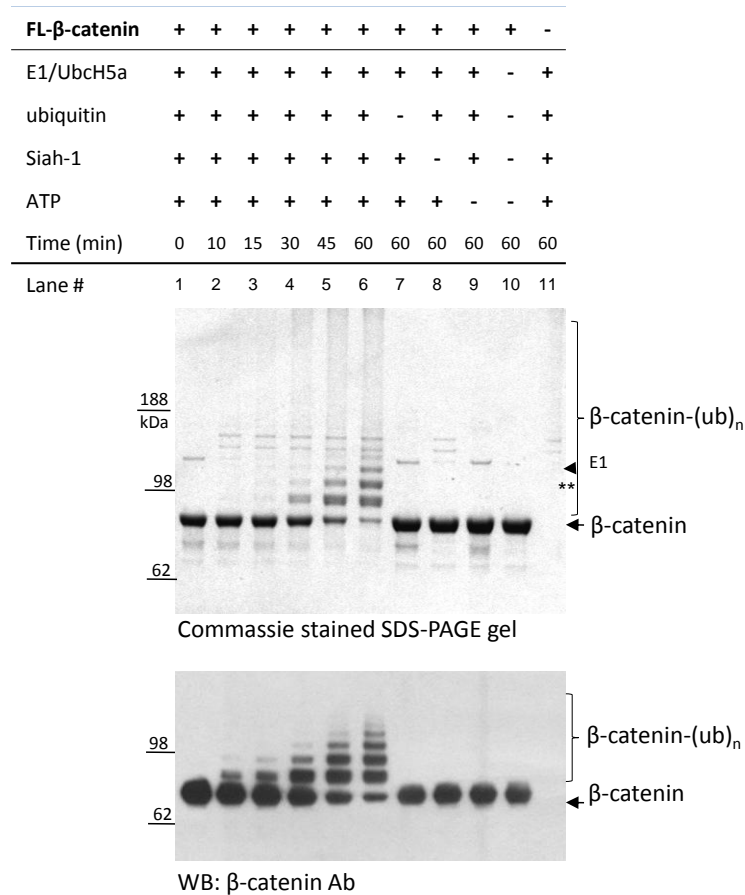 FL-β-catenin + + + + + + + + + + -
E1/UbcH5a + + + + + + + + + - +
ubiquitin + + + + + + - + + - +
Siah-1 + + + + + + + - + - +
ATP + + + + + + + + - - +
Time (min) 0 10 15 30 45 60 60 60 60 60 60
Lane # 1 2 3 4 5 6 7 8 9 10 11
188
kDa
β-catenin-(ub)n
E1
98
**
β-catenin
62
Commassie stained SDS-PAGE gel
98
β-catenin-(ub)n
β-catenin
62
WB: β-catenin Ab